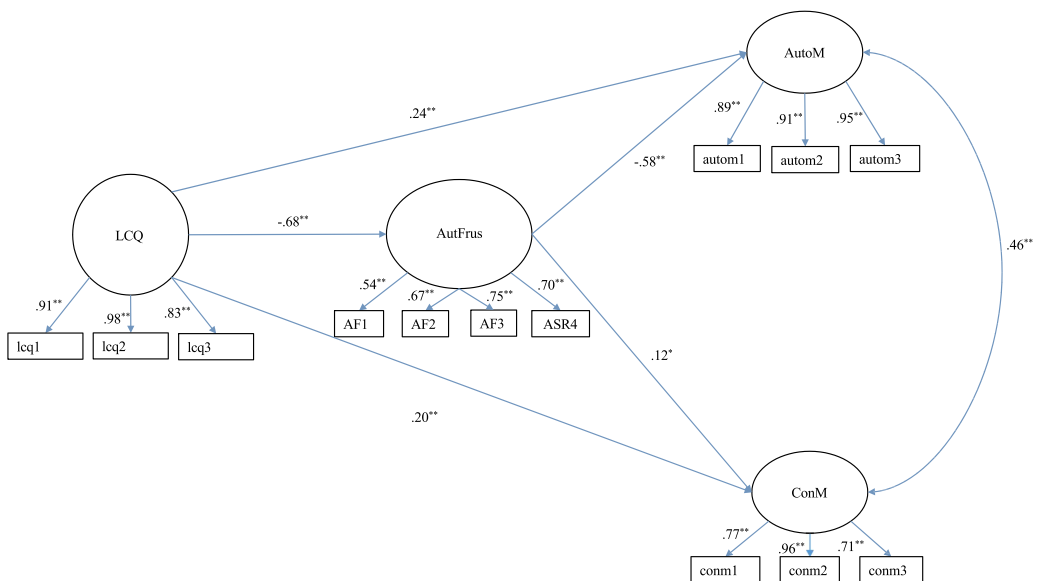 AutoM
.24**
.89**
.91**
.95**
autom1
autom2
autom3
-.58**
LCQ
-.68**
AutFrus
.46**
.91**
.98**
.83**
lcq1
lcq2
lcq3
.54**
.67**
.75**
.70**
AF1
AF2
AF3
ASR4
.12*
.20**
ConM
.77**
.96**
.71**
conm1
conm2
conm3